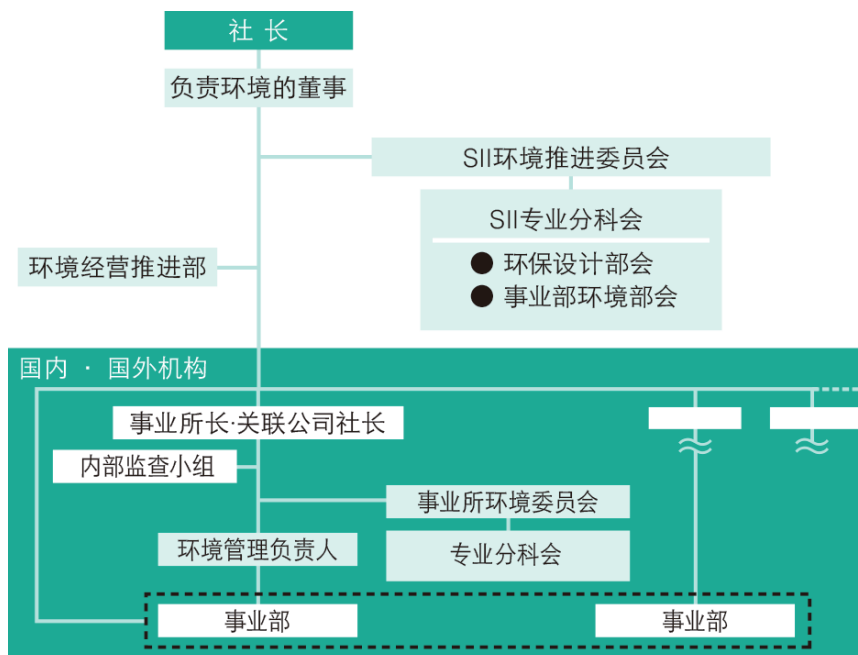 社 长
负责环境的董事
SII环境推进委员会
SII专业分科会
环境经营推进部
● 环保设计部会
● 事业部环境部会
国内 · 国外机构
事业所长·关联公司社长
内部监查小组
事业所环境委员会
环境管理负责人
专业分科会
事业部
事业部